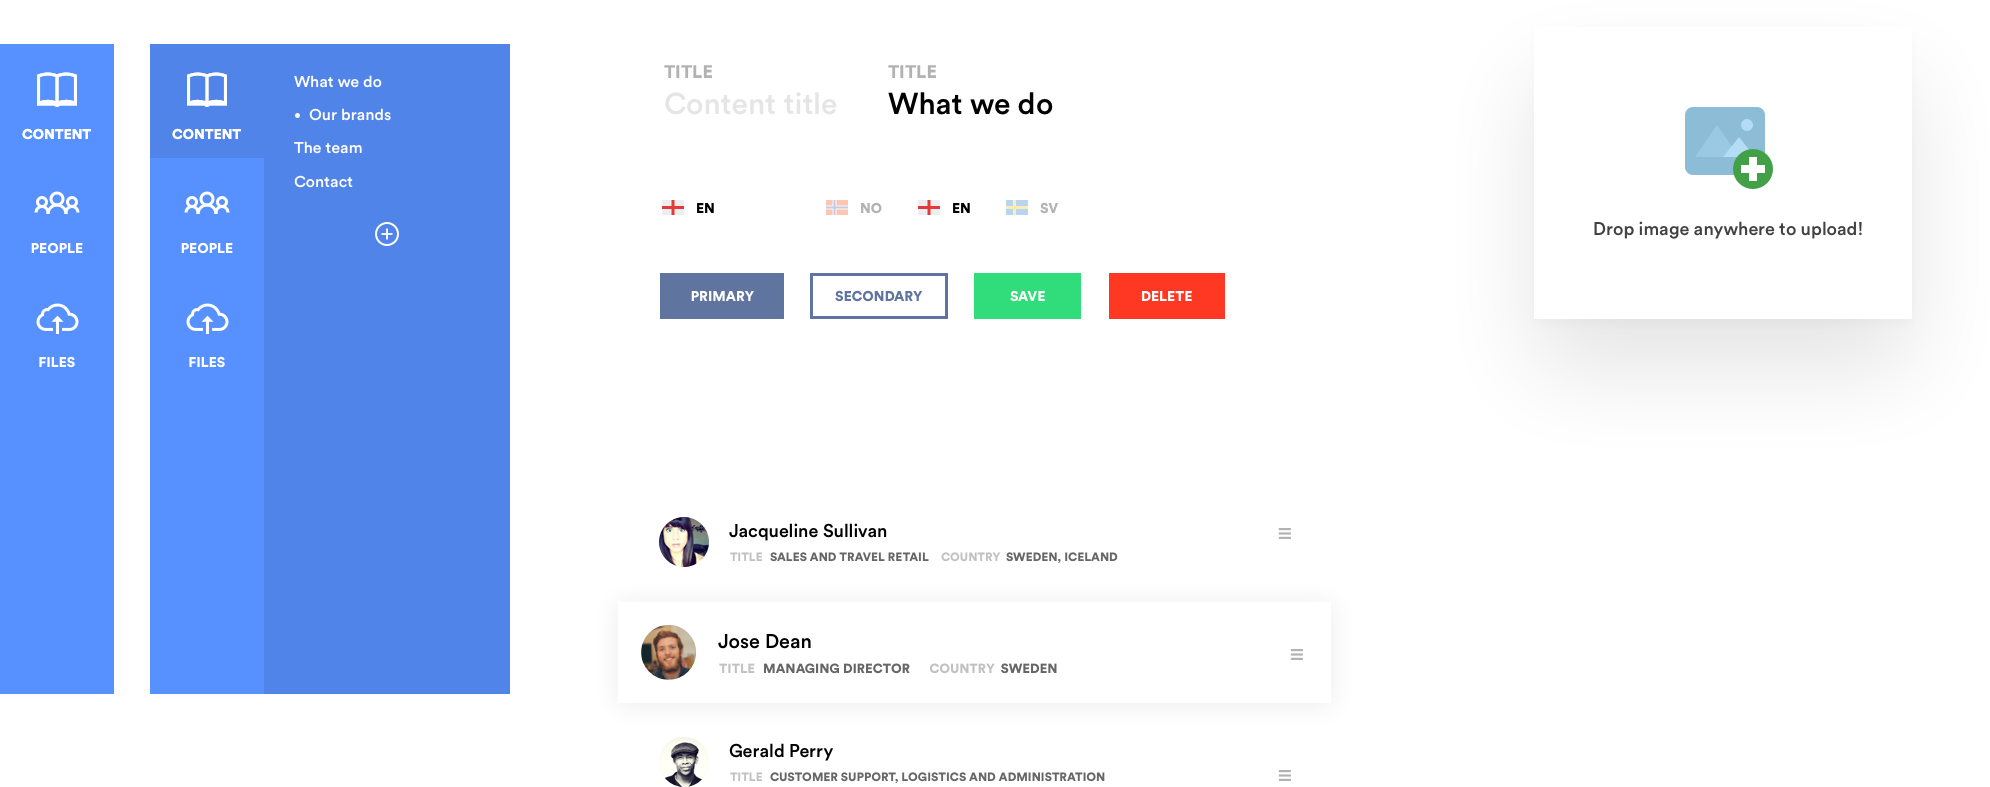 CONTENT
PEOPLE
FILES
CONTENT
PEOPLE
FILES
What we do
• Our brands
The team
Contact
TITLE
Content title
TITLE
What we do
EN
NO
EN
SV
PRIMARY
SECONDARY
SAVE
DELETE
Drop image anywhere to upload!
Jacqueline Sullivan
TITLE SALES AND TRAVEL RETAIL COUNTRY SWEDEN, ICELAND
Jose Dean
TITLE MANAGING DIRECTOR COUNTRY SWEDEN
Gerald Perry
TITLE CUSTOMER SUPPORT, LOGISTICS AND ADMINISTRATION